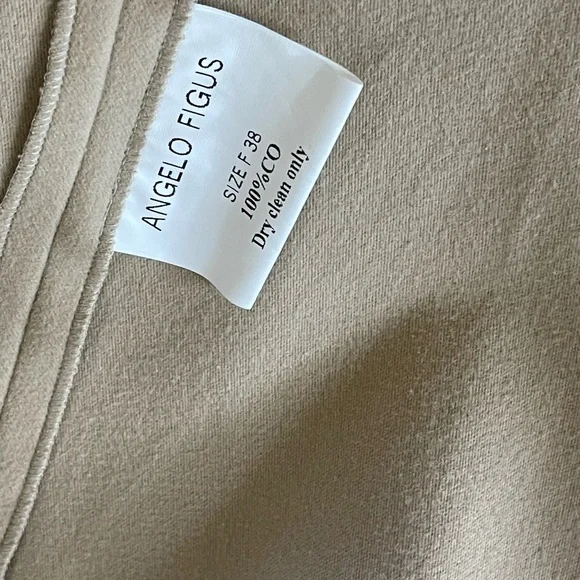 ANGELO FIGUS
SIZE F 38
100%CO
Dry clean only